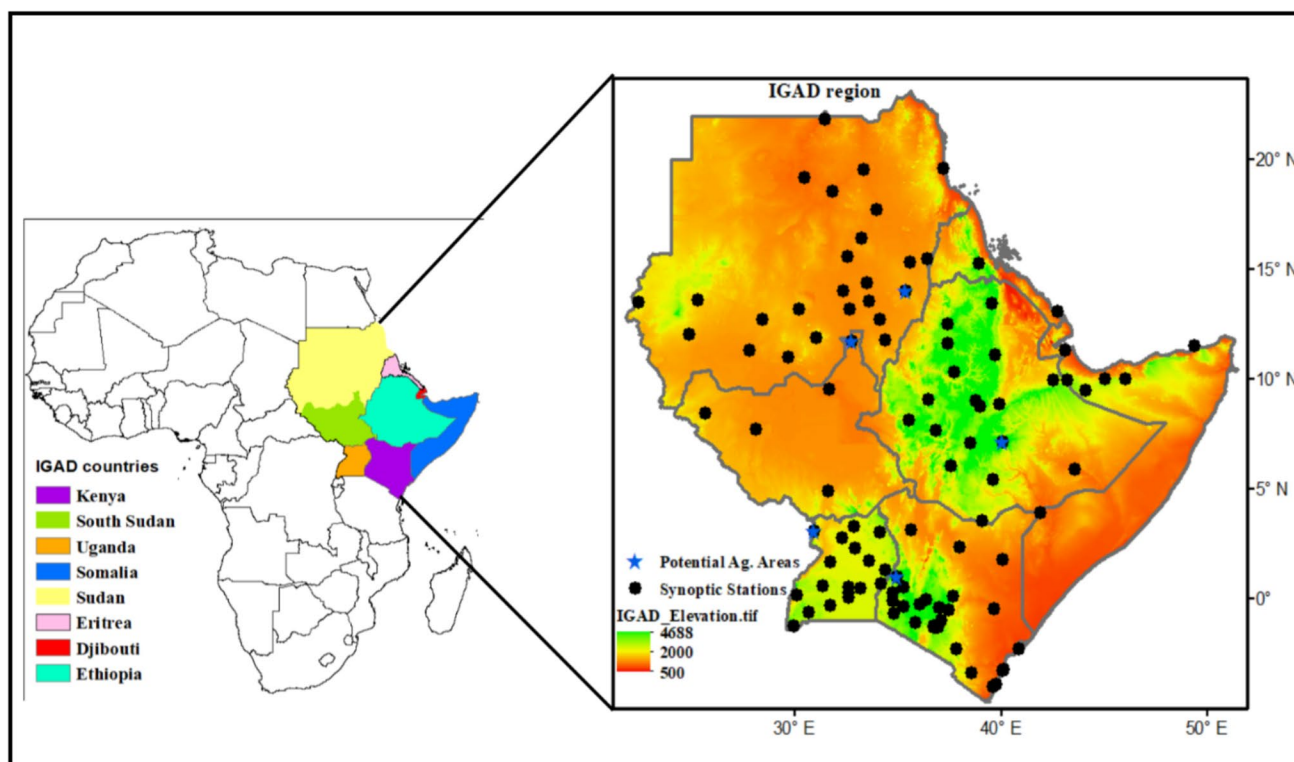 IGAD region
20° N
15° N
10° N
5° N
0°
30° E
40° E
50° E
IGAD countries
Kenya
South Sudan
Uganda
Somalia
Sudan
Eritrea
Djibouti
Ethiopia
Potential Ag. Areas
Synoptic Stations
IGAD_Elevation.tif
4688
2000
500